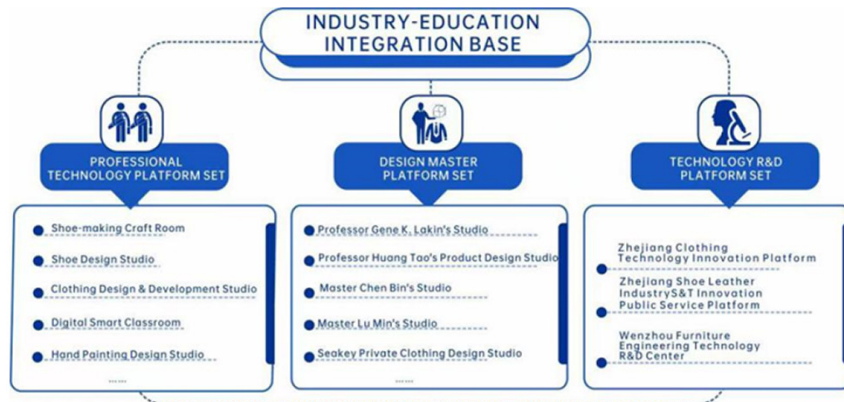 INDUSTRY-EDUCATION
INTEGRATION BASE
PROFESSIONAL
TECHNOLOGY PLATFORM SET
Shoe-making Craft Room
Shoe Design Studio
Clothing Design & Development Studio
Digital Smart Classroom
Hand Painting Design Studio
......
DESIGN MASTER
PLATFORM SET
Professor Gene K. Lakin's Studio
Professor Huang Tao's Product Design Studio
Master Chen Bin's Studio
Master Lu Min's Studio
Seakey Private Clothing Design Studio
......
TECHNOLOGY R&D
PLATFORM SET
Zhejiang Clothing
Technology Innovation Platform
Zhejiang Shoe Leather
IndustryS&T Innovation
Public Service Platform
Wenzhou Furniture
Engineering Technology
R&D Center